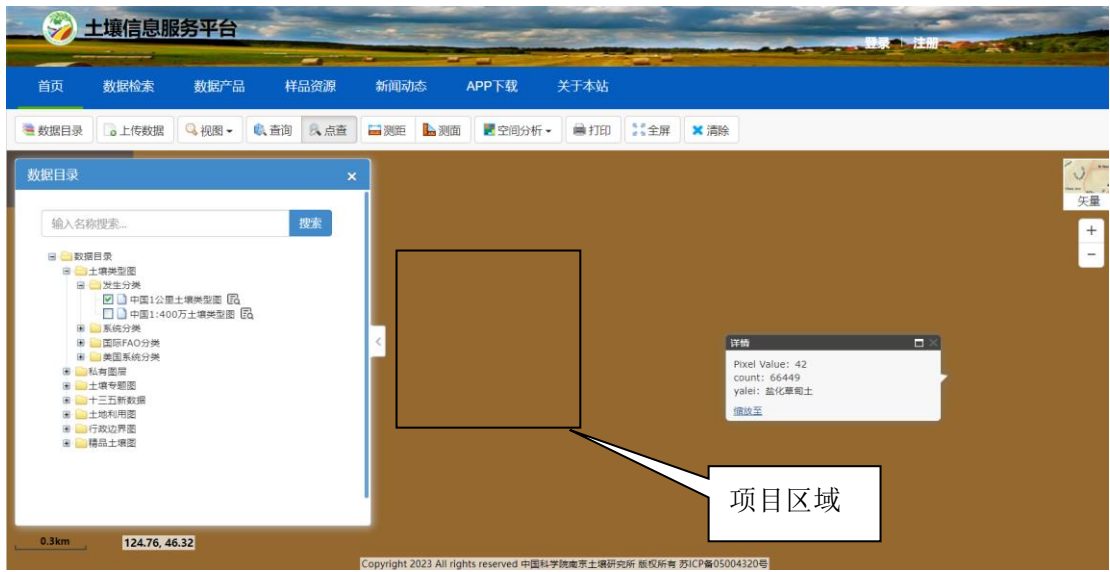 土壤信息服务平台
登录 | 注册
首页 数据检索 数据产品 样品资源 新闻动态 APP下载 关于本站
数据目录 上传数据 视图 查询 点查 测距 测面 空间分析 打印 全屏 清除
数据目录 ×
矢量
输入名称搜索... 搜索
+
−
数据目录
土壤类型图
发生分类
中国1公里土壤类型图
中国1:400万土壤类型图
系统分类
国际FAO分类
美国系统分类
私有图层
土壤专题图
十三五新数据
土地利用图
行政边界图
精品土壤图
详情
Pixel Value: 42
count: 66449
yalei: 盐化草甸土
缩放至
项目区域
0.3km 124.76, 46.32
Copyright 2023 All rights reserved 中国科学院南京土壤研究所 版权所有 苏ICP备05004320号